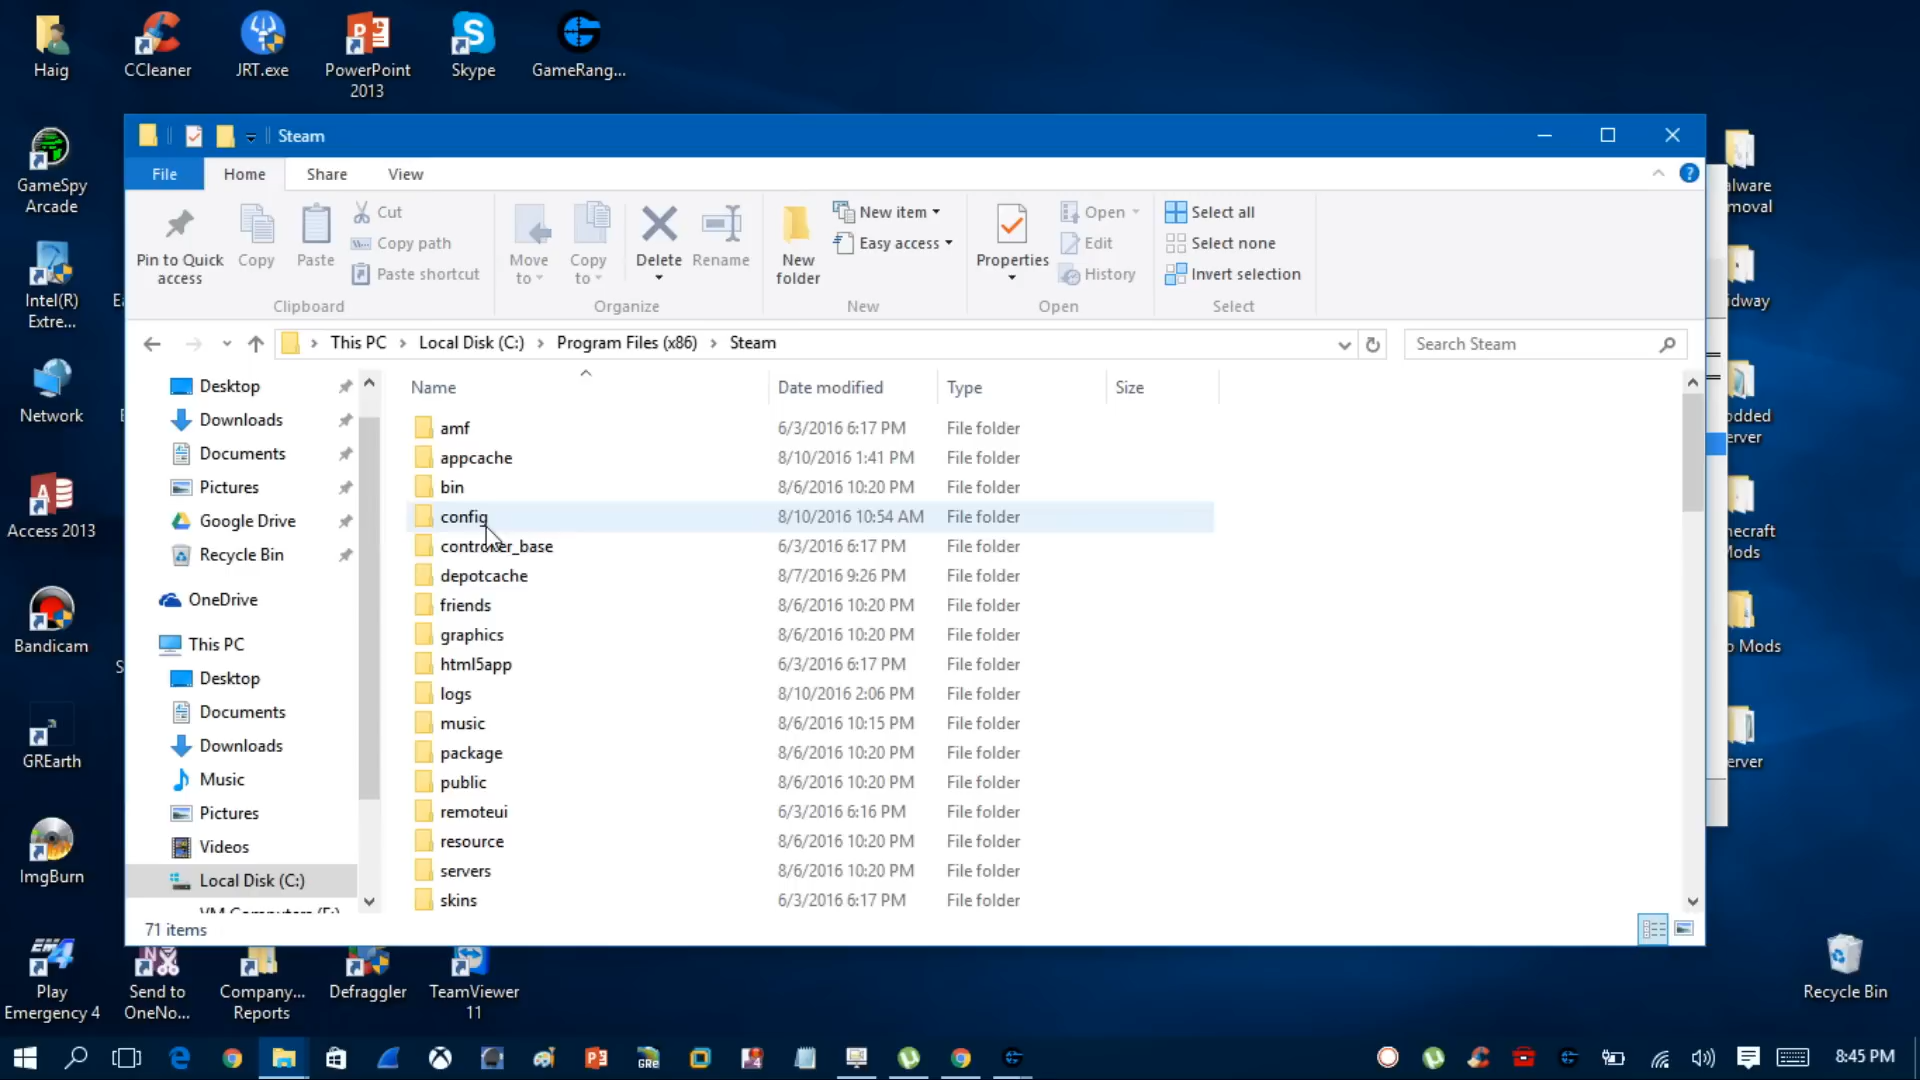 Haig
CCleaner
JRT.exe
PowerPoint
2013
Skype
GameRang...
GameSpy
Arcade
Intel(R)
Extre...
Network
Access 2013
Bandicam
GREarth
ImgBurn
Play
Emergency 4
Send to
OneNo...
Company...
Reports
Defraggler
TeamViewer
11
Steam
File
Home
Share
View
Pin to Quick
access
Copy
Paste
Cut
Copy path
Paste shortcut
Clipboard
Move
to
Copy
to
Delete
Rename
Organize
New
folder
New item
Easy access
New
Properties
Open
Edit
History
Open
Select all
Select none
Invert selection
Select
This PC > Local Disk (C:) > Program Files (x86) > Steam
Search Steam
Desktop
Downloads
Documents
Pictures
Google Drive
Recycle Bin
OneDrive
This PC
Desktop
Documents
Downloads
Music
Pictures
Videos
Local Disk (C:)
Name Date modified Type Size
amf 6/3/2016 6:17 PM File folder
appcache 8/10/2016 1:41 PM File folder
bin 8/6/2016 10:20 PM File folder
config 8/10/2016 10:54 AM File folder
controller_base 6/3/2016 6:17 PM File folder
depotcache 8/7/2016 9:26 PM File folder
friends 8/6/2016 10:20 PM File folder
graphics 8/6/2016 10:20 PM File folder
html5app 6/3/2016 6:17 PM File folder
logs 8/10/2016 2:06 PM File folder
music 8/6/2016 10:15 PM File folder
package 8/6/2016 10:20 PM File folder
public 8/6/2016 10:20 PM File folder
remoteui 6/3/2016 6:16 PM File folder
resource 8/6/2016 10:20 PM File folder
servers 8/6/2016 10:20 PM File folder
skins 6/3/2016 6:17 PM File folder
71 items
alware
moval
idway
odded
erver
necraft
Mods
o Mods
erver
Recycle Bin
8:45 PM